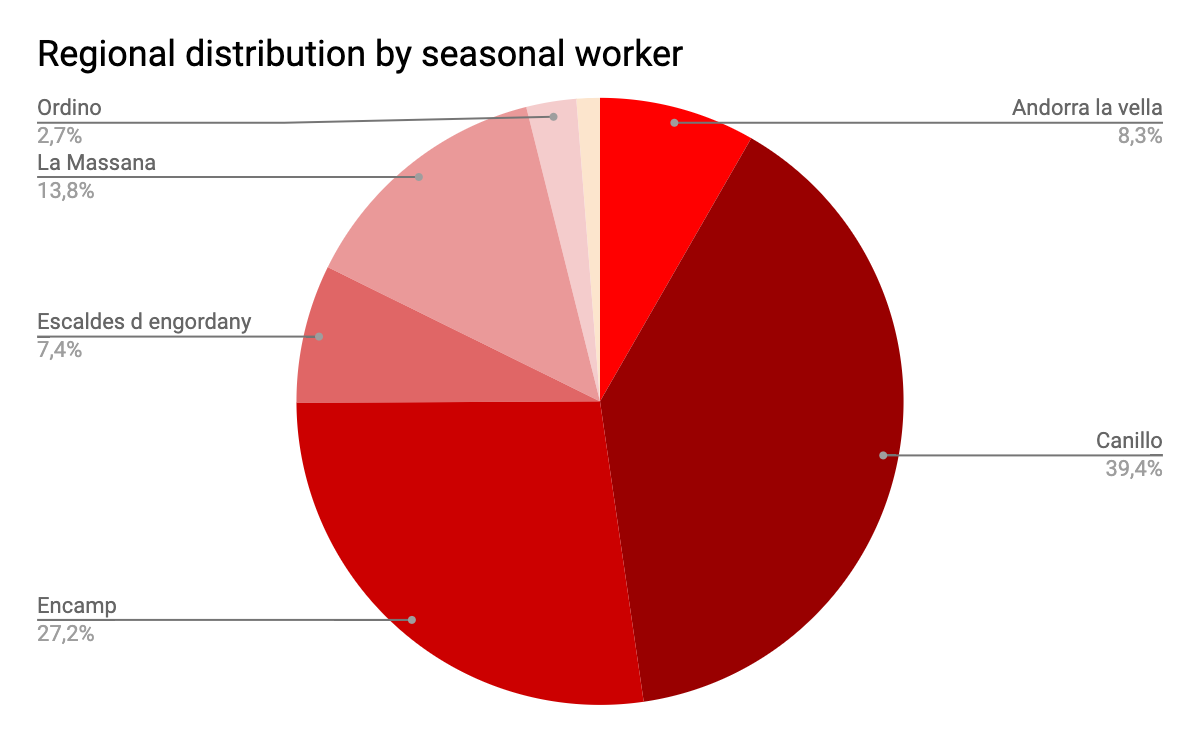 Regional distribution by seasonal worker
Ordino
2,7%
La Massana
13,8%
Escaldes d engordany
7,4%
Encamp
27,2%
Andorra la vella
8,3%
Canillo
39,4%